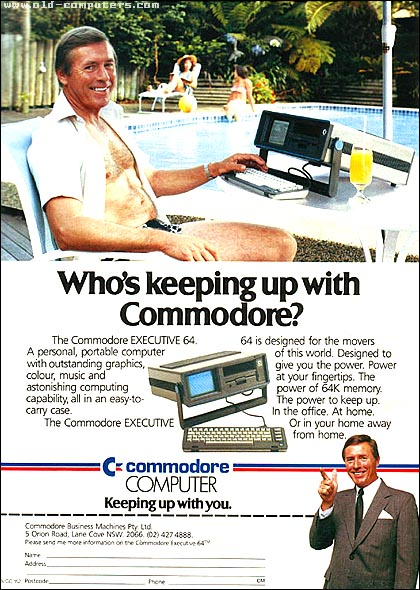 www.old-computers.com
Who's keeping up with
Commodore?
The Commodore EXECUTIVE 64.
A personal, portable computer
with outstanding graphics,
colour, music and
astonishing computing
capability, all in an easy-to-
carry case.
The Commodore EXECUTIVE
64 is designed for the movers
of this world. Designed to
give you the power. Power
at your fingertips. The
power of 64K memory.
The power to keep up.
In the office. At home.
Or in your home away
from home.
commodore
COMPUTER
Keeping up with you.
Commodore Business Machines Pty. Ltd.
5 Orion Road, Lane Cove NSW. 2066. (02) 427 4888.
Please send me more information on the Commodore Executive 64™
Name
Address
Postcode Phone